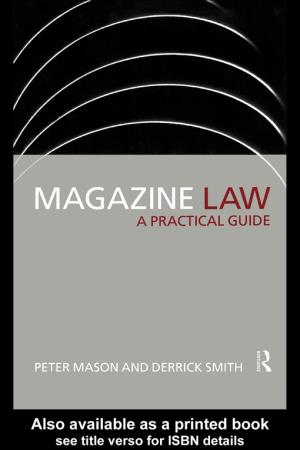 MAGAZINE LAW
A PRACTICAL GUIDE
PETER MASON AND DERRICK SMITH
ROUTLEDGE
Also available as a printed book
see title verso for ISBN details